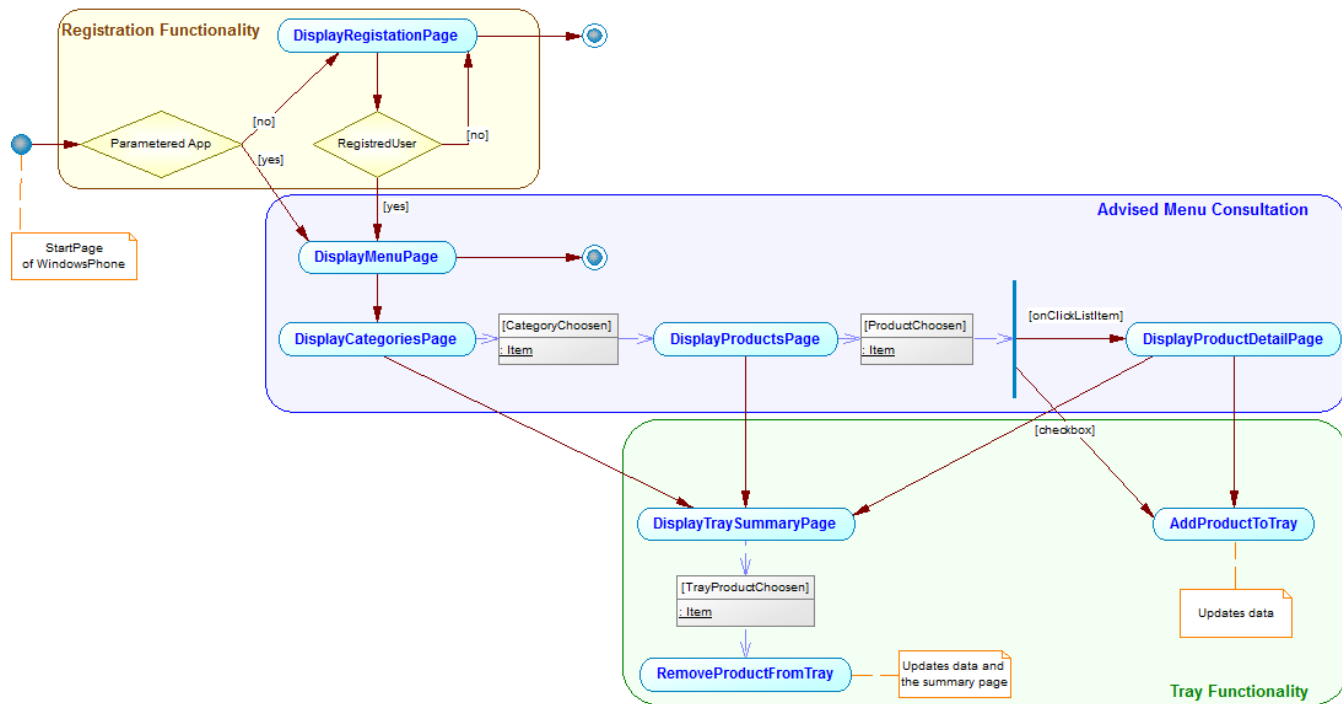 Registration Functionality
DisplayRegistationPage
[no]
Parametered App
RegistredUser
[no]
[yes]
[yes]
StartPage
of WindowsPhone
Advised Menu Consultation
DisplayMenuPage
[onClickListItem]
[CategoryChoosen]
: Item
[ProductChoosen]
: Item
DisplayCategoriesPage
DisplayProductsPage
DisplayProductDetailPage
[checkbox]
DisplayTraySummaryPage
AddProductToTray
[TrayProductChoosen]
: Item
Updates data
RemoveProductFromTray
Updates data and
the summary page
Tray Functionality